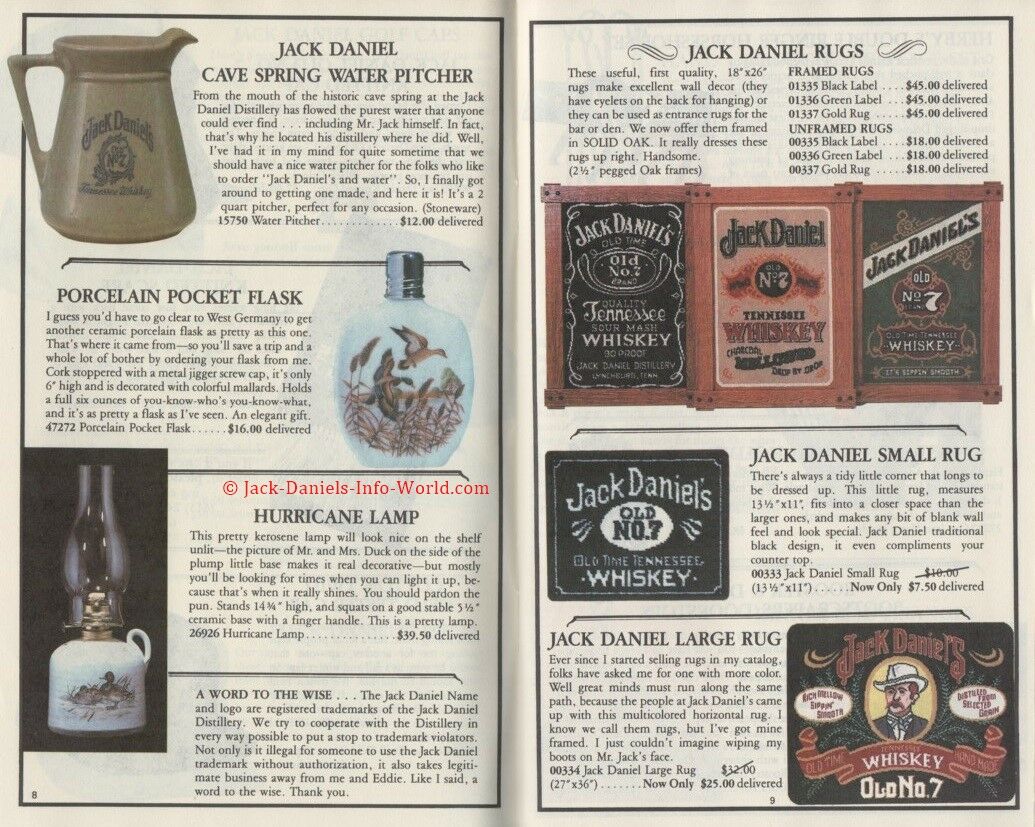 JACK DANIEL
CAVE SPRING WATER PITCHER
From the mouth of the historic cave spring at the Jack
Daniel Distillery has flowed the purest water that anyone
could ever find . . . including Mr. Jack himself. In fact,
that's why he located his distillery where he did. Well,
I've had it in my mind for quite sometime that we
should have a nice water pitcher for the folks who like
to order "Jack Daniel's and water". So, I finally got
around to getting one made, and here it is! It's a 2
quart pitcher, perfect for any occasion. (Stoneware)
15750 Water Pitcher . . . . . . . . . . . . . $12.00 delivered
Jack Daniel's
OLD
No. 7
Tennessee Whiskey
PORCELAIN POCKET FLASK
I guess you'd have to go clear to West Germany to get
another ceramic porcelain flask as pretty as this one.
That's where it came from—so you'll save a trip and a
whole lot of bother by ordering your flask from me.
Cork stoppered with a metal jigger screw cap, it's only
6" high and is decorated with colorful mallards. Holds
a full six ounces of you-know-who's you-know-what,
and it's as pretty a flask as I've seen. An elegant gift.
47272 Porcelain Pocket Flask . . . . . . $16.00 delivered
© Jack-Daniels-Info-World.com
HURRICANE LAMP
This pretty kerosene lamp will look nice on the shelf
unlit—the picture of Mr. and Mrs. Duck on the side of the
plump little base makes it real decorative—but mostly
you'll be looking for times when you can light it up, be-
cause that's when it really shines. You should pardon the
pun. Stands 14¾" high, and squats on a good stable 5½"
ceramic base with a finger handle. This is a pretty lamp.
26926 Hurricane Lamp . . . . . . . . . . . . . . $39.50 delivered
A WORD TO THE WISE . . . The Jack Daniel Name
and logo are registered trademarks of the Jack Daniel
Distillery. We try to cooperate with the Distillery in
every way possible to put a stop to trademark violators.
Not only is it illegal for someone to use the Jack Daniel
trademark without authorization, it also takes legiti-
mate business away from me and Eddie. Like I said, a
word to the wise. Thank you.
8
JACK DANIEL RUGS
These useful, first quality, 18"x26"
rugs make excellent wall decor (they
have eyelets on the back for hanging) or
they can be used as entrance rugs for the
bar or den. We now offer them framed
in SOLID OAK. It really dresses these
rugs up right. Handsome.
(2½" pegged Oak frames)
FRAMED RUGS
01335 Black Label . . . . $45.00 delivered
01336 Green Label . . . . $45.00 delivered
01337 Gold Rug . . . . $45.00 delivered
UNFRAMED RUGS
00335 Black Label . . . . $18.00 delivered
00336 Green Label . . . . $18.00 delivered
00337 Gold Rug . . . . . $18.00 delivered
JACK DANIEL'S
OLD TIME
Old
No. 7
BRAND
QUALITY
Tennessee
SOUR MASH
WHISKEY
90 PROOF
JACK DANIEL DISTILLERY
LYNCHBURG, TENN.
Jack Daniel
OLD
No 7
TENNESSEE
WHISKEY
CHARCOAL
MELLOWED
DROP BY DROP
JACK DANIEL'S
OLD
No 7
BRAND
OLD TIME TENNESSEE
WHISKEY
IT'S SIPPIN' SMOOTH
Jack Daniel's
OLD
NO.7
OLD TIME TENNESSEE
WHISKEY
JACK DANIEL SMALL RUG
There's always a tidy little corner that longs to
be dressed up. This little rug, measures
13½"x11", fits into a closer space than the
larger ones, and makes any bit of blank wall
feel and look special. Jack Daniel traditional
black design, it even compliments your
counter top.
00333 Jack Daniel Small Rug $10.00
(13½"x11") . . . . . . Now Only $7.50 delivered
JACK DANIEL LARGE RUG
Ever since I started selling rugs in my catalog,
folks have asked me for one with more color.
Well great minds must run along the same
path, because the people at Jack Daniel's came
up with this multicolored horizontal rug. I
know we call them rugs, but I've got mine
framed. I just couldn't imagine wiping my
boots on Mr. Jack's face.
00334 Jack Daniel Large Rug $32.00
(27"x36") . . . . . . . Now Only $25.00 delivered
Jack Daniel's
RICH MELLOW
SIPPIN'
SMOOTH
DISTILLED
FROM
SELECTED
GRAIN
OLD TIME
TENNESSEE
WHISKEY
HAND MADE
OLD No. 7
9